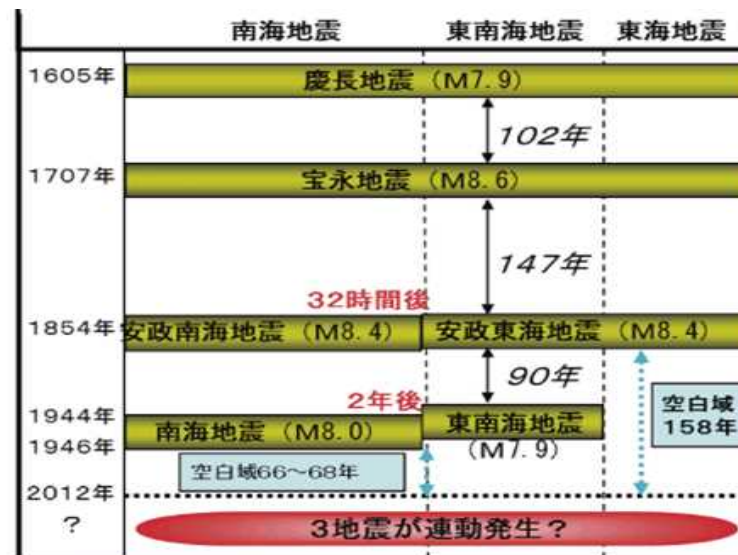 南海地震 東南海地震 東海地震
1605年
慶長地震（M7.9）
102年
1707年
宝永地震（M8.6）
147年
32時間後
1854年
安政南海地震（M8.4） 安政東海地震（M8.4）
90年
2年後
1944年
南海地震（M8.0） 東南海地震
（M7.9）
空白域
158年
1946年
空白域66～68年
2012年
？
3地震が連動発生？